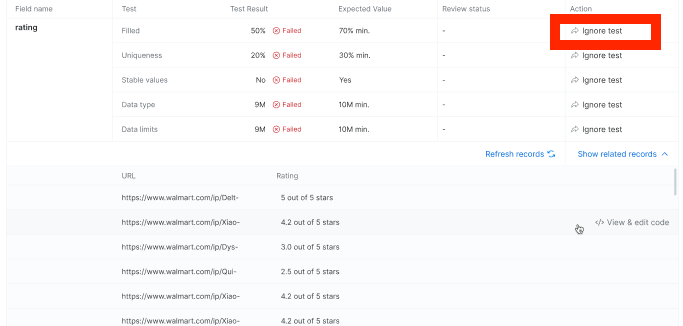 Field name Test Test Result Expected Value Review status Action
rating Filled 50% Failed 70% min. - Ignore test
Uniqueness 20% Failed 30% min. - Ignore test
Stable values No Failed Yes - Ignore test
Data type 9M Failed 10M min. - Ignore test
Data limits 9M Failed 10M min. - Ignore test
Refresh records Show related records
URL Rating
https://www.walmart.com/ip/Delt- 5 out of 5 stars
https://www.walmart.com/ip/Xiao- 4.2 out of 5 stars </> View & edit code
https://www.walmart.com/ip/Dys- 3.0 out of 5 stars
https://www.walmart.com/ip/Qui- 2.5 out of 5 stars
https://www.walmart.com/ip/Xiao- 4.2 out of 5 stars
https://www.walmart.com/ip/Xiao- 4.2 out of 5 stars